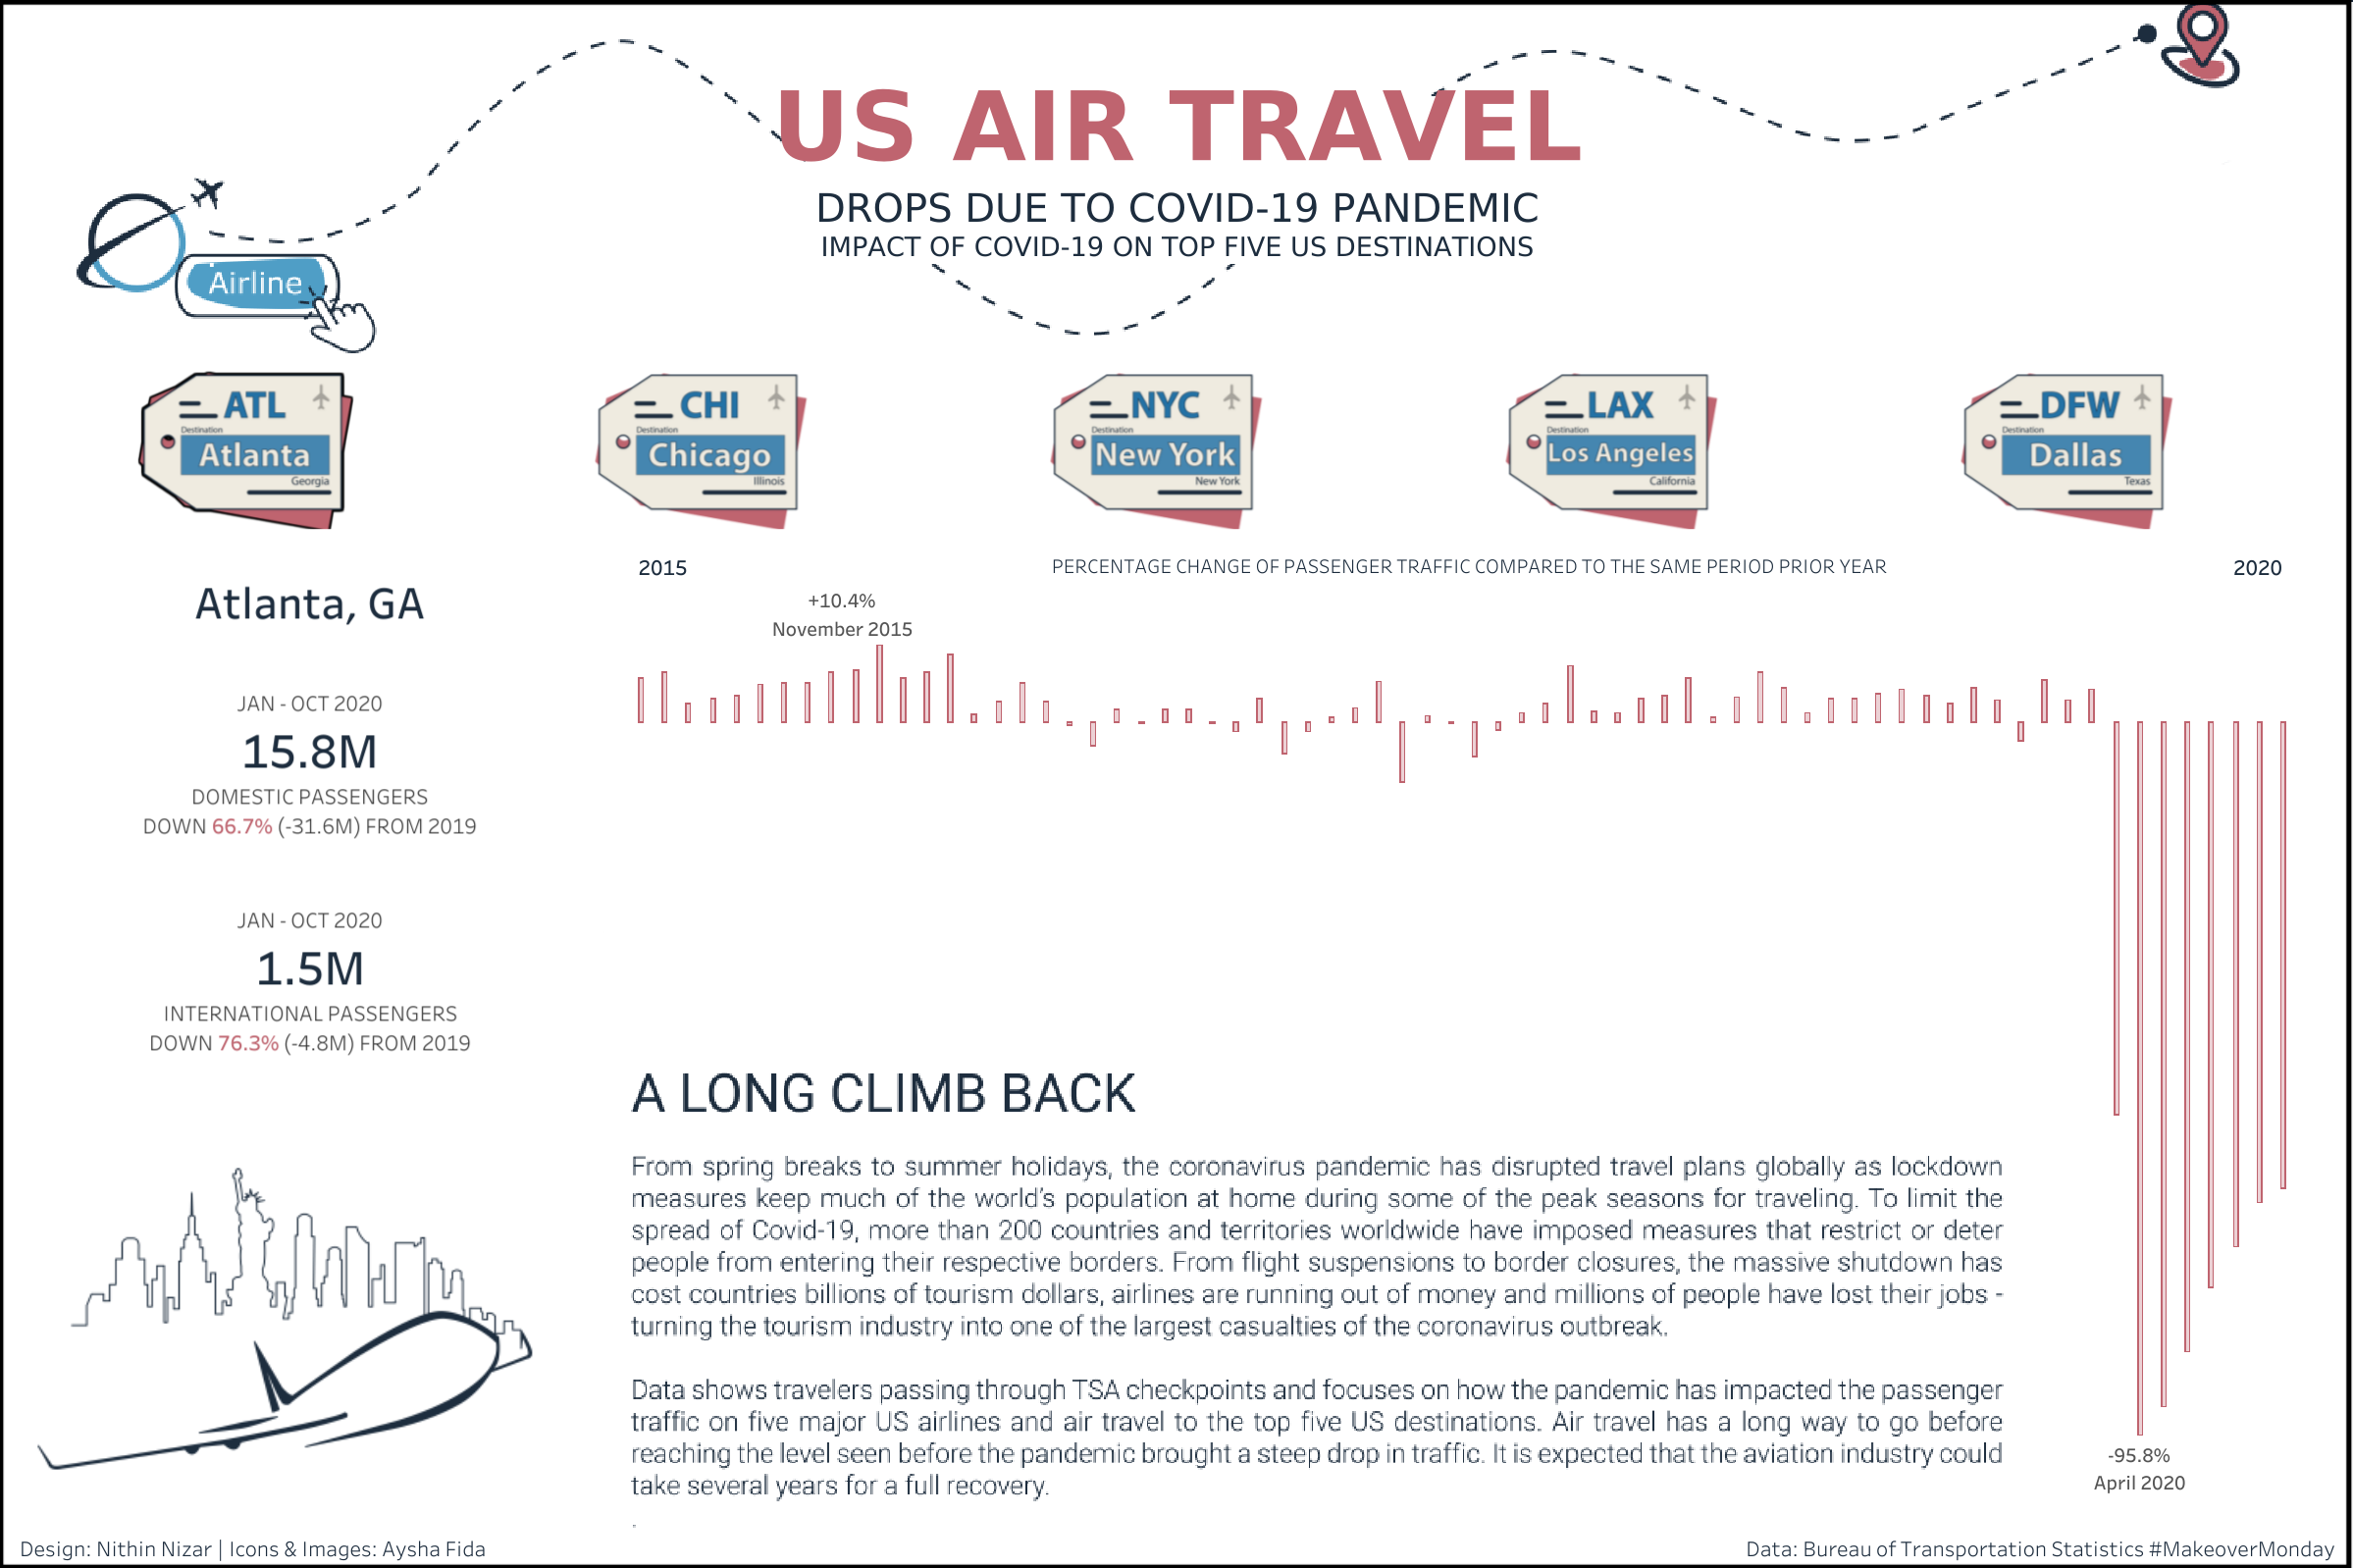 US AIR TRAVEL
DROPS DUE TO COVID-19 PANDEMIC
IMPACT OF COVID-19 ON TOP FIVE US DESTINATIONS
Airline
ATL
Destination
Atlanta
Georgia
CHI
Destination
Chicago
Illinois
NYC
Destination
New York
New York
LAX
Destination
Los Angeles
California
DFW
Destination
Dallas
Texas
2015
PERCENTAGE CHANGE OF PASSENGER TRAFFIC COMPARED TO THE SAME PERIOD PRIOR YEAR
2020
Atlanta, GA
JAN - OCT 2020
15.8M
DOMESTIC PASSENGERS
DOWN 66.7% (-31.6M) FROM 2019
JAN - OCT 2020
1.5M
INTERNATIONAL PASSENGERS
DOWN 76.3% (-4.8M) FROM 2019
+10.4%
November 2015
-95.8%
April 2020
A LONG CLIMB BACK
From spring breaks to summer holidays, the coronavirus pandemic has disrupted travel plans globally as lockdown
measures keep much of the world's population at home during some of the peak seasons for traveling. To limit the
spread of Covid-19, more than 200 countries and territories worldwide have imposed measures that restrict or deter
people from entering their respective borders. From flight suspensions to border closures, the massive shutdown has
cost countries billions of tourism dollars, airlines are running out of money and millions of people have lost their jobs -
turning the tourism industry into one of the largest casualties of the coronavirus outbreak.
Data shows travelers passing through TSA checkpoints and focuses on how the pandemic has impacted the passenger
traffic on five major US airlines and air travel to the top five US destinations. Air travel has a long way to go before
reaching the level seen before the pandemic brought a steep drop in traffic. It is expected that the aviation industry could
take several years for a full recovery.
Design: Nithin Nizar | Icons & Images: Aysha Fida
Data: Bureau of Transportation Statistics #MakeoverMonday